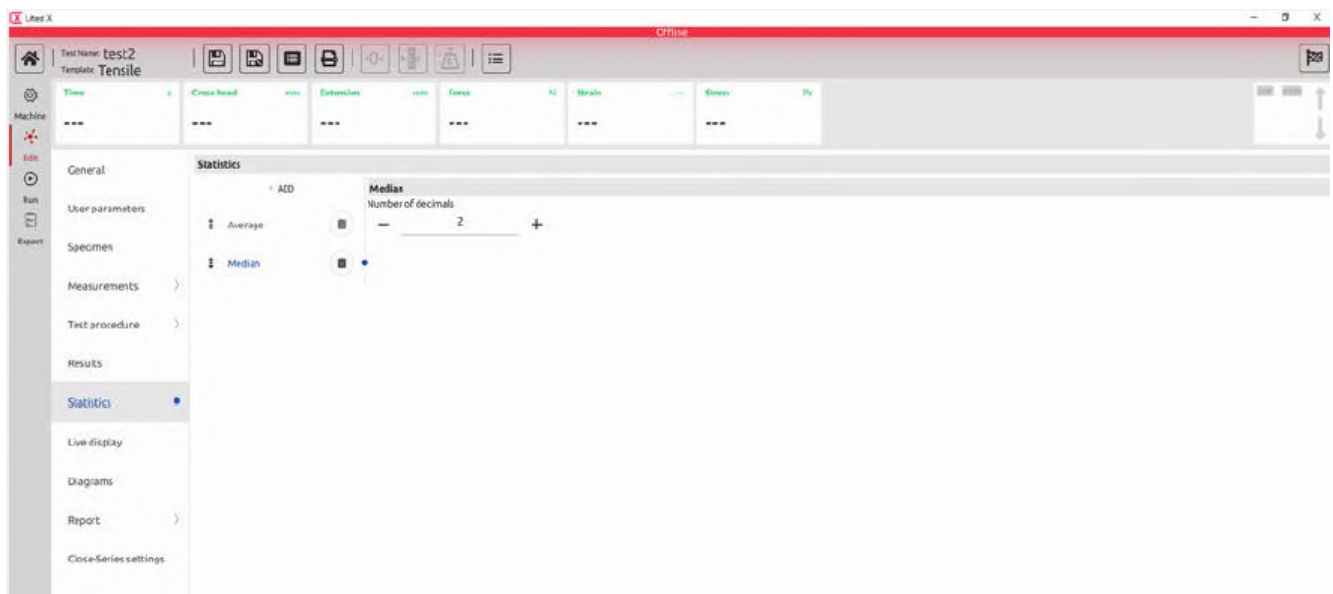 Litest X
Offline
Test Name: test2
Template: Tensile
-0-
Time s
---
Cross head mm
---
Extension mm
---
Force N
---
Strain ---
---
Stress Pa
---
Machine
Edit
Run
Export
General
User parameters
Specimen
Measurements
Test procedure
Results
Statistics
Live display
Diagrams
Report
Close-Series settings
Statistics
+ ADD
Average
Median
Median
Number of decimals
− 2 +